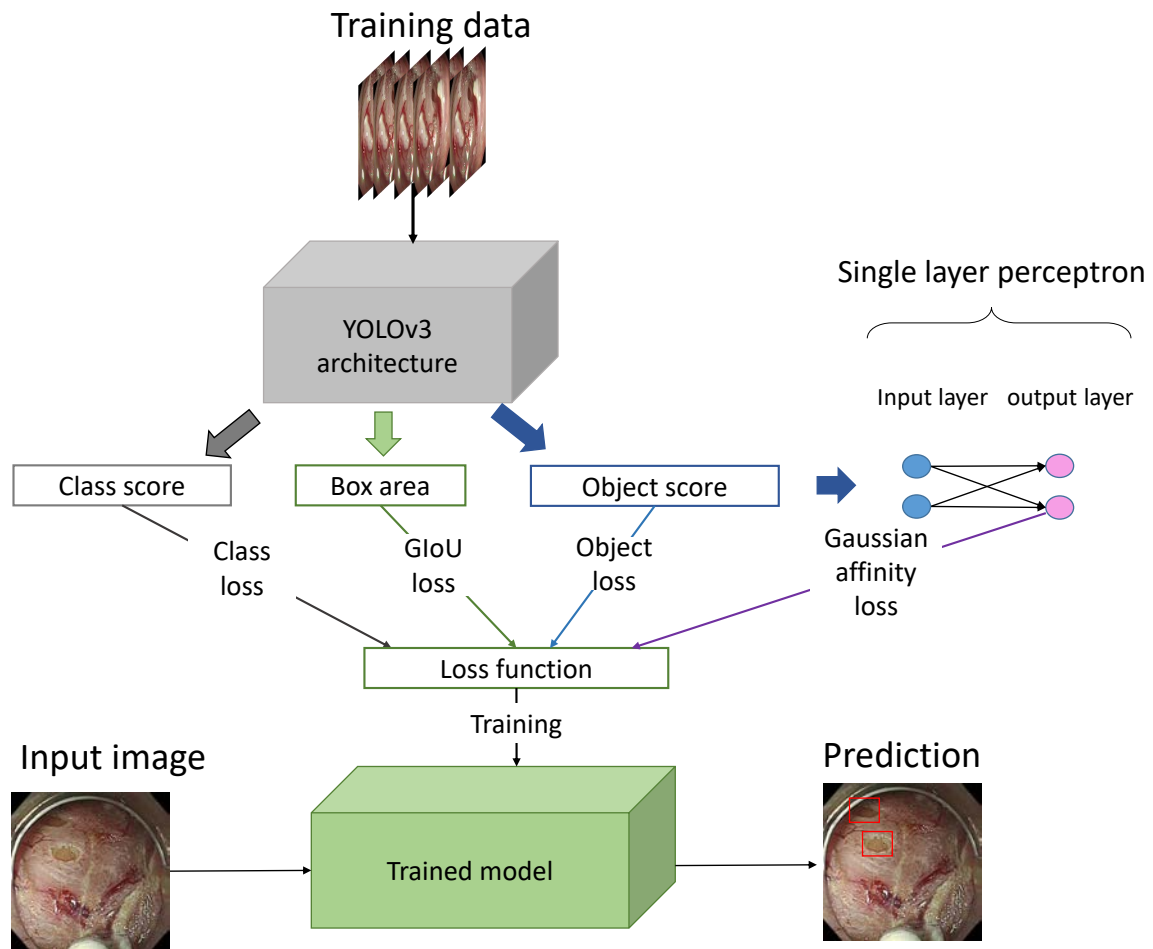 Training data
YOLOv3
architecture
Single layer perceptron
Input layer
output layer
Class score
Box area
Object score
Class
loss
GIoU
loss
Object
loss
Gaussian
affinity
loss
Loss function
Training
Input image
Prediction
Trained model